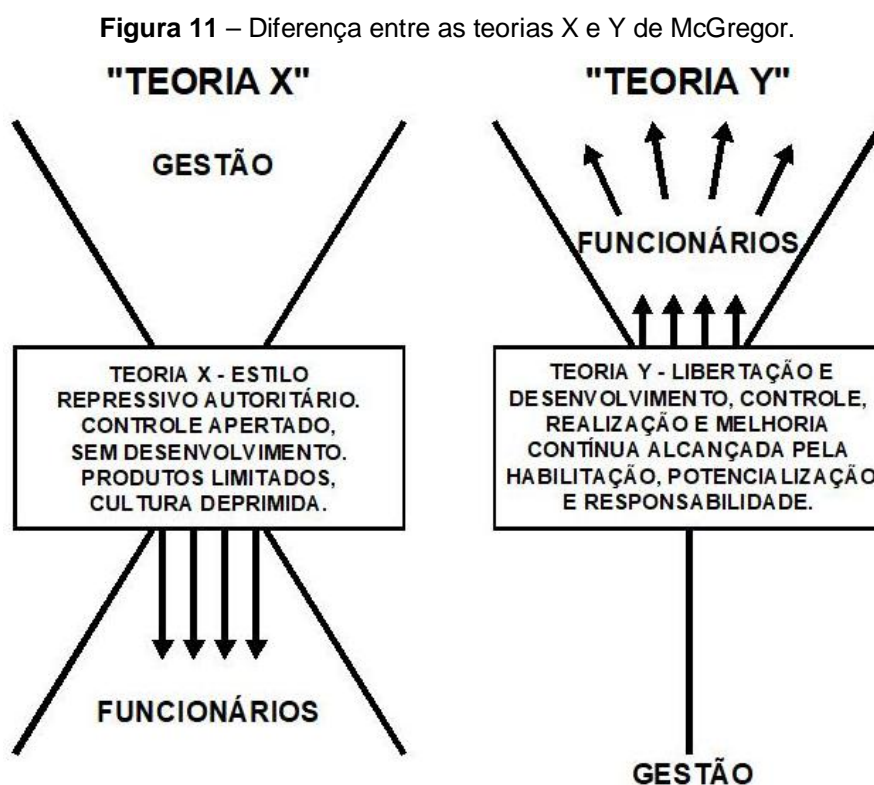 Figura 11 – Diferença entre as teorias X e Y de McGregor.
"TEORIA X"
GESTÃO
TEORIA X - ESTILO
REPRESSIVO AUTORITÁRIO.
CONTROLE APERTADO,
SEM DESENVOLVIMENTO.
PRODUTOS LIMITADOS,
CULTURA DEPRIMIDA.
FUNCIONÁRIOS
"TEORIA Y"
FUNCIONÁRIOS
TEORIA Y - LIBERTAÇÃO E
DESENVOLVIMENTO, CONTROLE,
REALIZAÇÃO E MELHORIA
CONTÍNUA ALCANÇADA PELA
HABILITAÇÃO, POTENCIALIZAÇÃO
E RESPONSABILIDADE.
GESTÃO